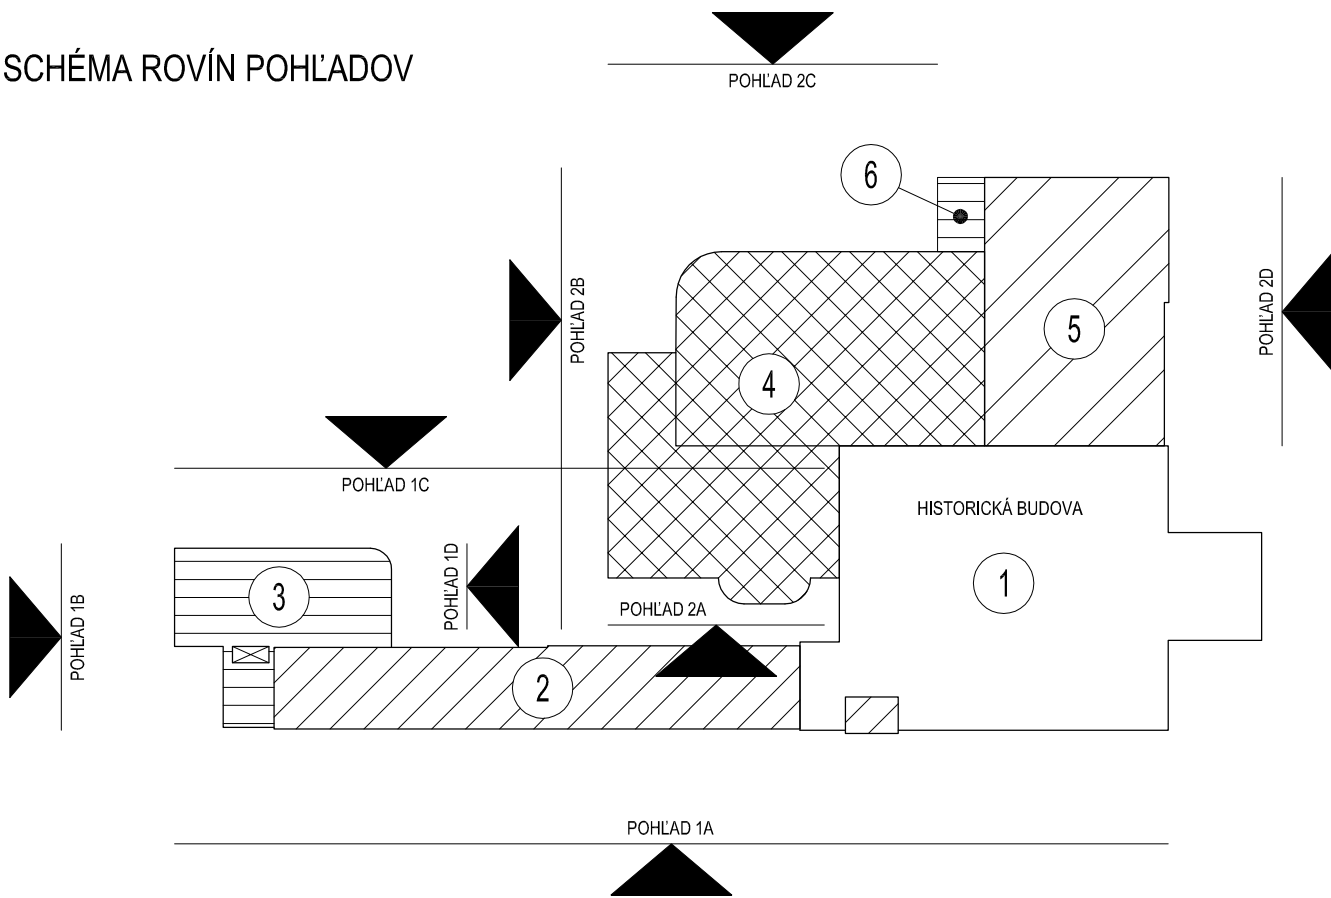 SCHÉMA ROVÍN POHĽADOV
POHĽAD 2C
6
POHĽAD 2B
POHĽAD 2D
5
4
POHĽAD 1C
HISTORICKÁ BUDOVA
1
POHĽAD 1D
3
POHĽAD 1B
POHĽAD 2A
2
POHĽAD 1A